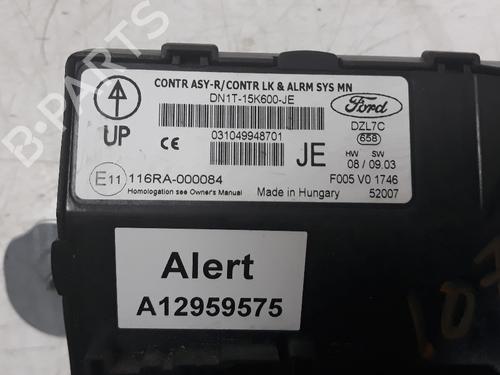 CONTR ASY-R/CONTR LK & ALRM SYS MN
DN1T-15K600-JE
Ford
UP
CE
031049948701
JE
DZL7C
658
HW SW
08 / 09.03
E11 116RA-000084
F005 V0 1746
Homologation see Owner's Manual
Made in Hungary
52007
Alert
A12959575
B-PARTS